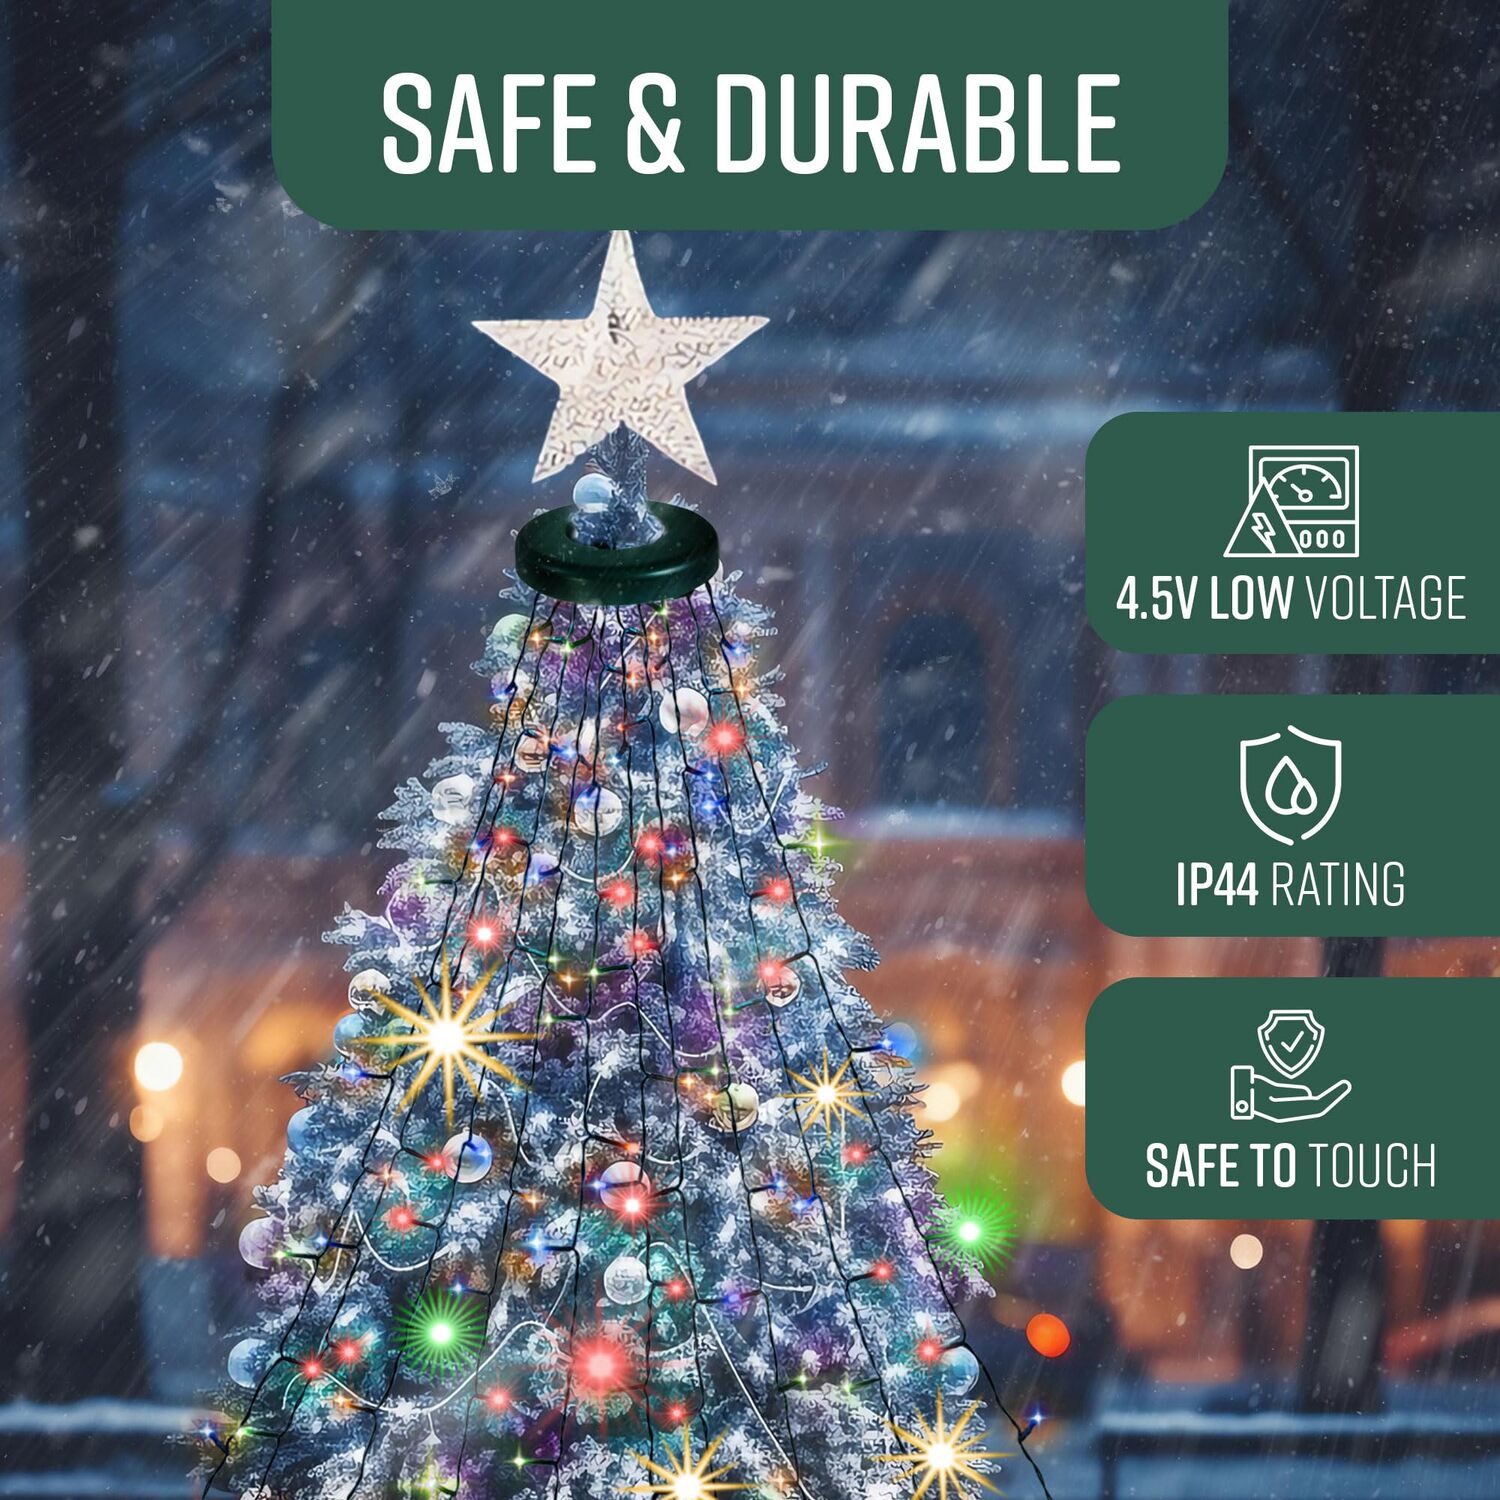 SAFE & DURABLE
4.5V LOW VOLTAGE
IP44 RATING
SAFE TO TOUCH